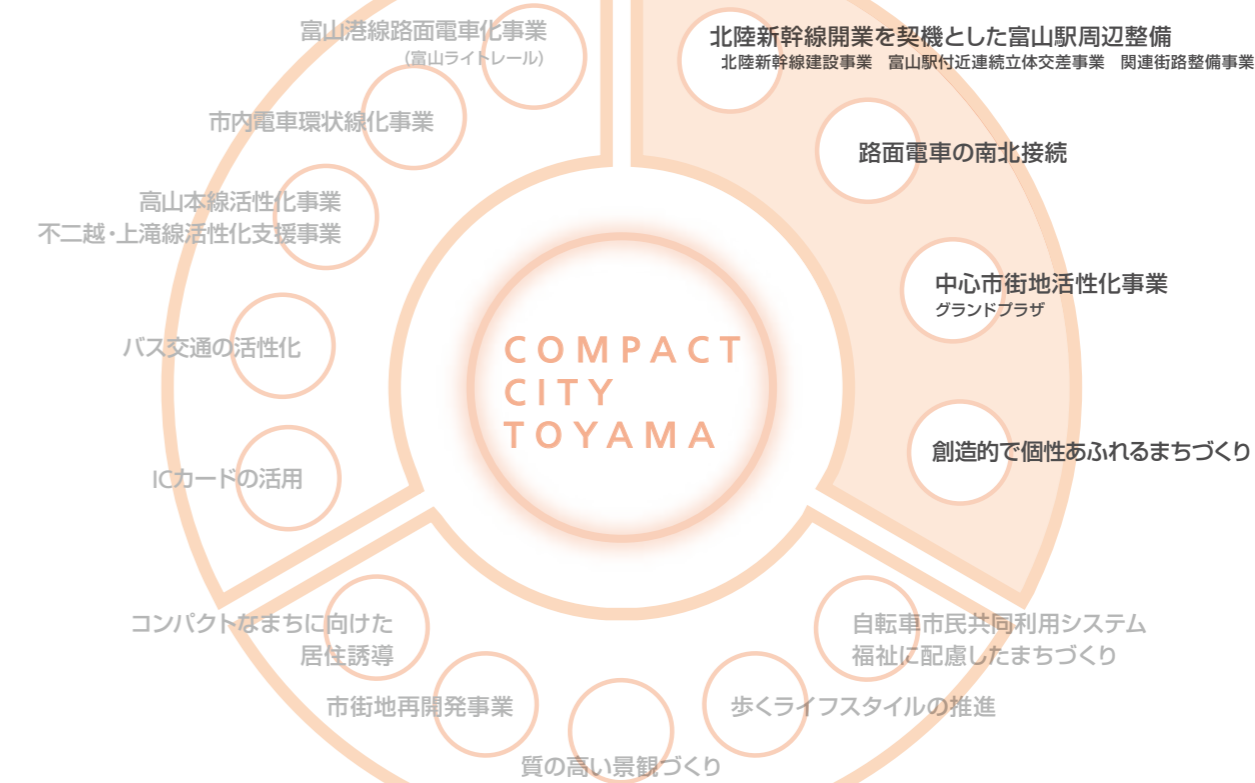 富山港線路面電車化事業
(富山ライトレール)
市内電車環状線化事業
高山本線活性化事業
不二越・上滝線活性化支援事業
バス交通の活性化
ICカードの活用
北陸新幹線開業を契機とした富山駅周辺整備
北陸新幹線建設事業　富山駅付近連続立体交差事業　関連街路整備事業
路面電車の南北接続
中心市街地活性化事業
グランドプラザ
創造的で個性あふれるまちづくり
COMPACT
CITY
TOYAMA
コンパクトなまちに向けた
居住誘導
市街地再開発事業
質の高い景観づくり
歩くライフスタイルの推進
自転車市民共同利用システム
福祉に配慮したまちづくり